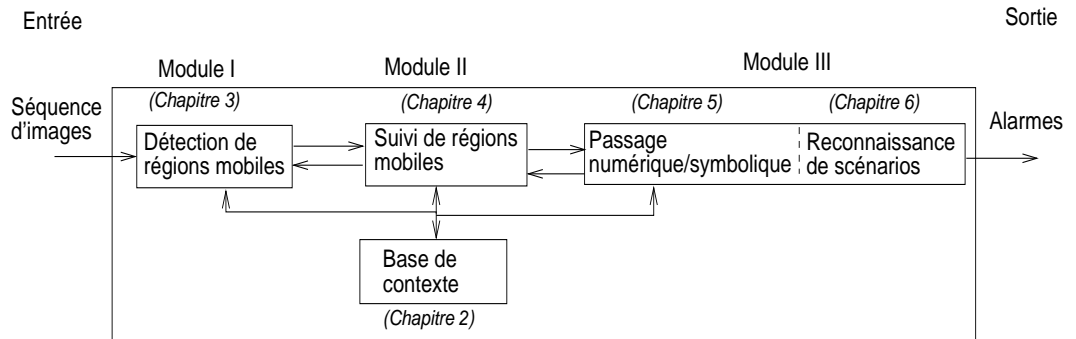 Entrée
Sortie
Module I
Module II
Module III
(Chapitre 3)
(Chapitre 4)
(Chapitre 5)
(Chapitre 6)
Séquence
d'images
Détection de
régions mobiles
Suivi de régions
mobiles
Passage
numérique/symbolique
Reconnaissance
de scénarios
Alarmes
Base de
contexte
(Chapitre 2)